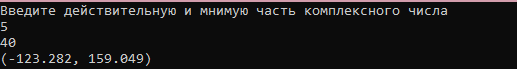 Введите действительную и мнимую часть комплексного числа
5
40
(-123.282, 159.049)